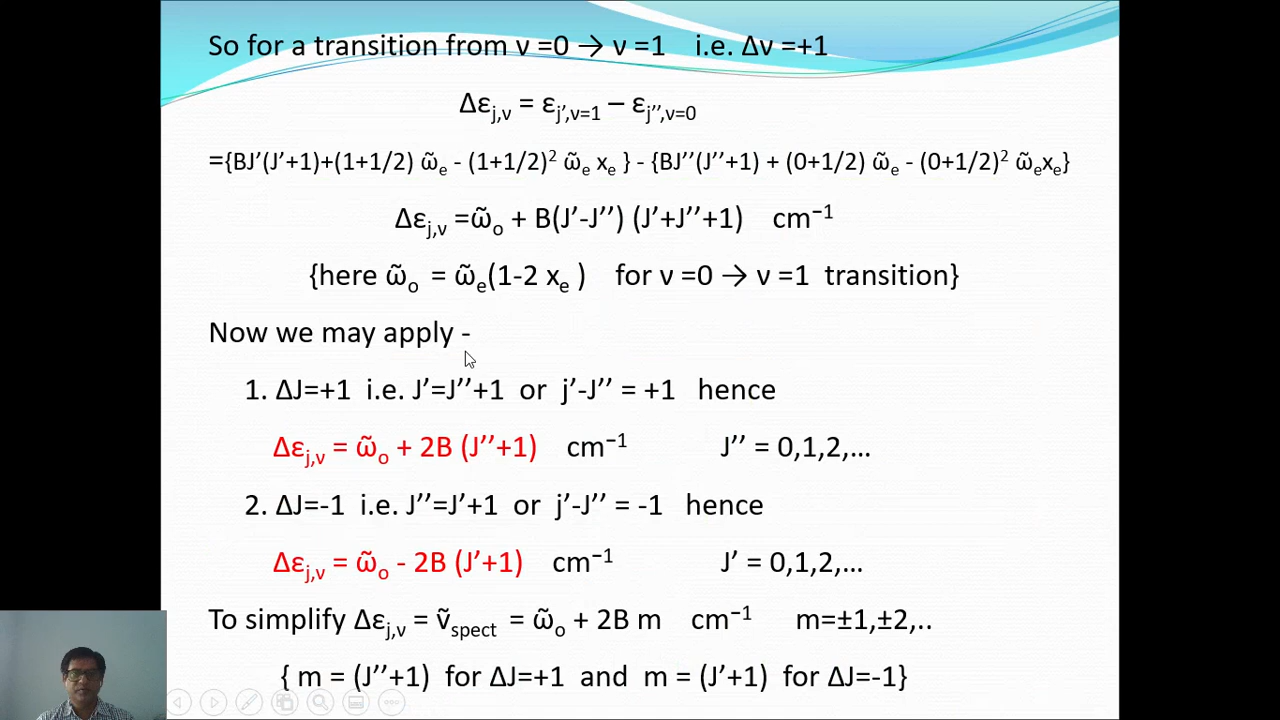 So for a transition from ν =0 → ν =1 i.e. Δν =+1
Δε_j,ν = ε_j’,ν=1 – ε_j’’,ν=0
={BJ’(J’+1)+(1+1/2) ω̃_e - (1+1/2)² ω̃_e x_e } - {BJ’’(J’’+1) + (0+1/2) ω̃_e - (0+1/2)² ω̃_e x_e}
Δε_j,ν =ω̃_o + B(J’-J’’) (J’+J’’+1) cm⁻¹
{here ω̃_o = ω̃_e(1-2 x_e ) for ν =0 → ν =1 transition}
Now we may apply -
1. ΔJ=+1 i.e. J’=J’’+1 or j’-J’’ = +1 hence
Δε_j,ν = ω̃_o + 2B (J’’+1) cm⁻¹ J’’ = 0,1,2,...
2. ΔJ=-1 i.e. J’’=J’+1 or j’-J’’ = -1 hence
Δε_j,ν = ω̃_o - 2B (J’+1) cm⁻¹ J’ = 0,1,2,...
To simplify Δε_j,ν = ṽ_spect = ω̃_o + 2B m cm⁻¹ m=±1,±2,..
{ m = (J’’+1) for ΔJ=+1 and m = (J’+1) for ΔJ=-1}